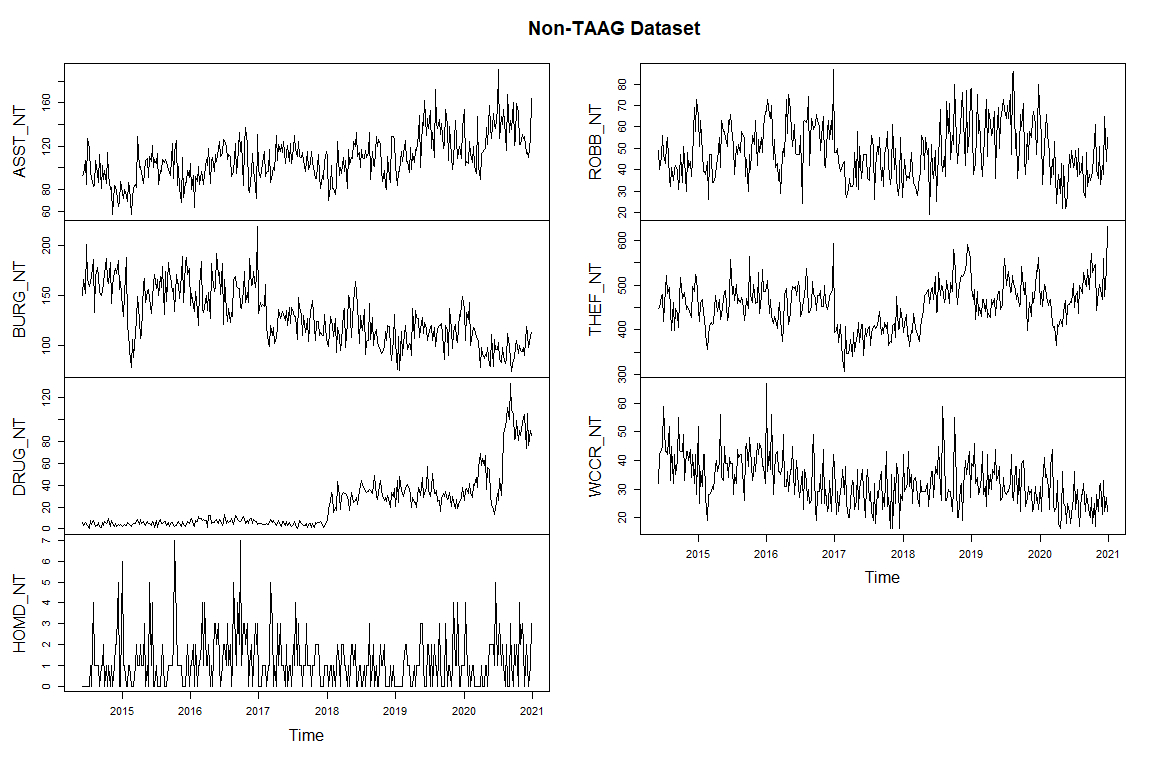 Non-TAAG Dataset
ASST_NT
60 80 120 160
BURG_NT
100 150 200
DRUG_NT
0 20 40 60 80 120
HOMD_NT
0 1 2 3 4 5 6 7
2015 2016 2017 2018 2019 2020 2021
Time
ROBB_NT
20 30 40 50 60 70 80
THEF_NT
300 400 500 600
WCCR_NT
20 30 40 50 60
2015 2016 2017 2018 2019 2020 2021
Time